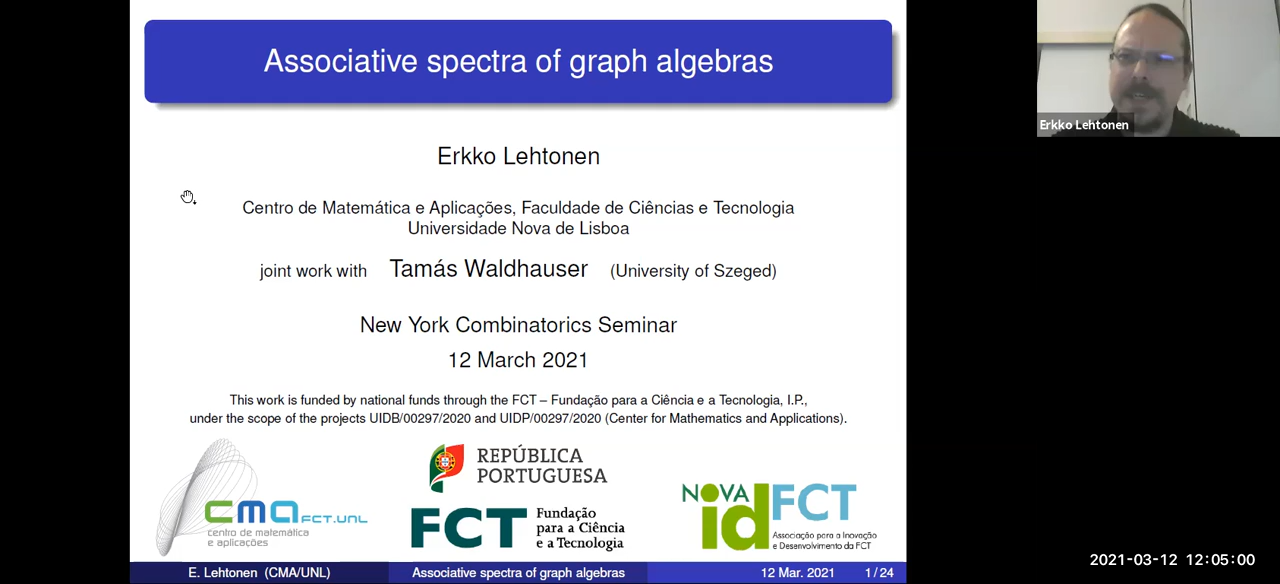 Associative spectra of graph algebras
Erkko Lehtonen
Erkko Lehtonen
Centro de Matemática e Aplicações, Faculdade de Ciências e Tecnologia
Universidade Nova de Lisboa
joint work with Tamás Waldhauser (University of Szeged)
New York Combinatorics Seminar
12 March 2021
This work is funded by national funds through the FCT – Fundação para a Ciência e a Tecnologia, I.P.,
under the scope of the projects UIDB/00297/2020 and UIDP/00297/2020 (Center for Mathematics and Applications).
cma FCT.UNL
centro de matemática
e aplicações
REPÚBLICA
PORTUGUESA
FCT Fundação
para a Ciência
e a Tecnologia
NOVA id FCT
Associação para a Inovação
e Desenvolvimento da FCT
2021-03-12 12:05:00
E. Lehtonen (CMA/UNL) Associative spectra of graph algebras 12 Mar. 2021 1 / 24